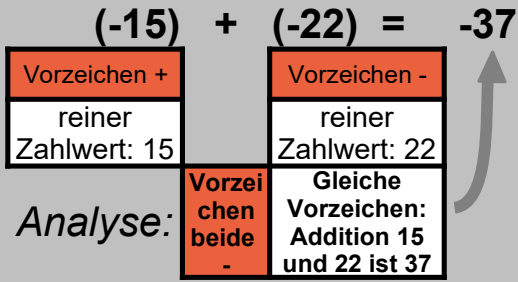 (-15) + (-22) = -37
Vorzeichen + Vorzeichen -
reiner
Zahlwert: 15
reiner
Zahlwert: 22
Analyse:
Vorzei
chen
beide
-
Gleiche
Vorzeichen:
Addition 15
und 22 ist 37